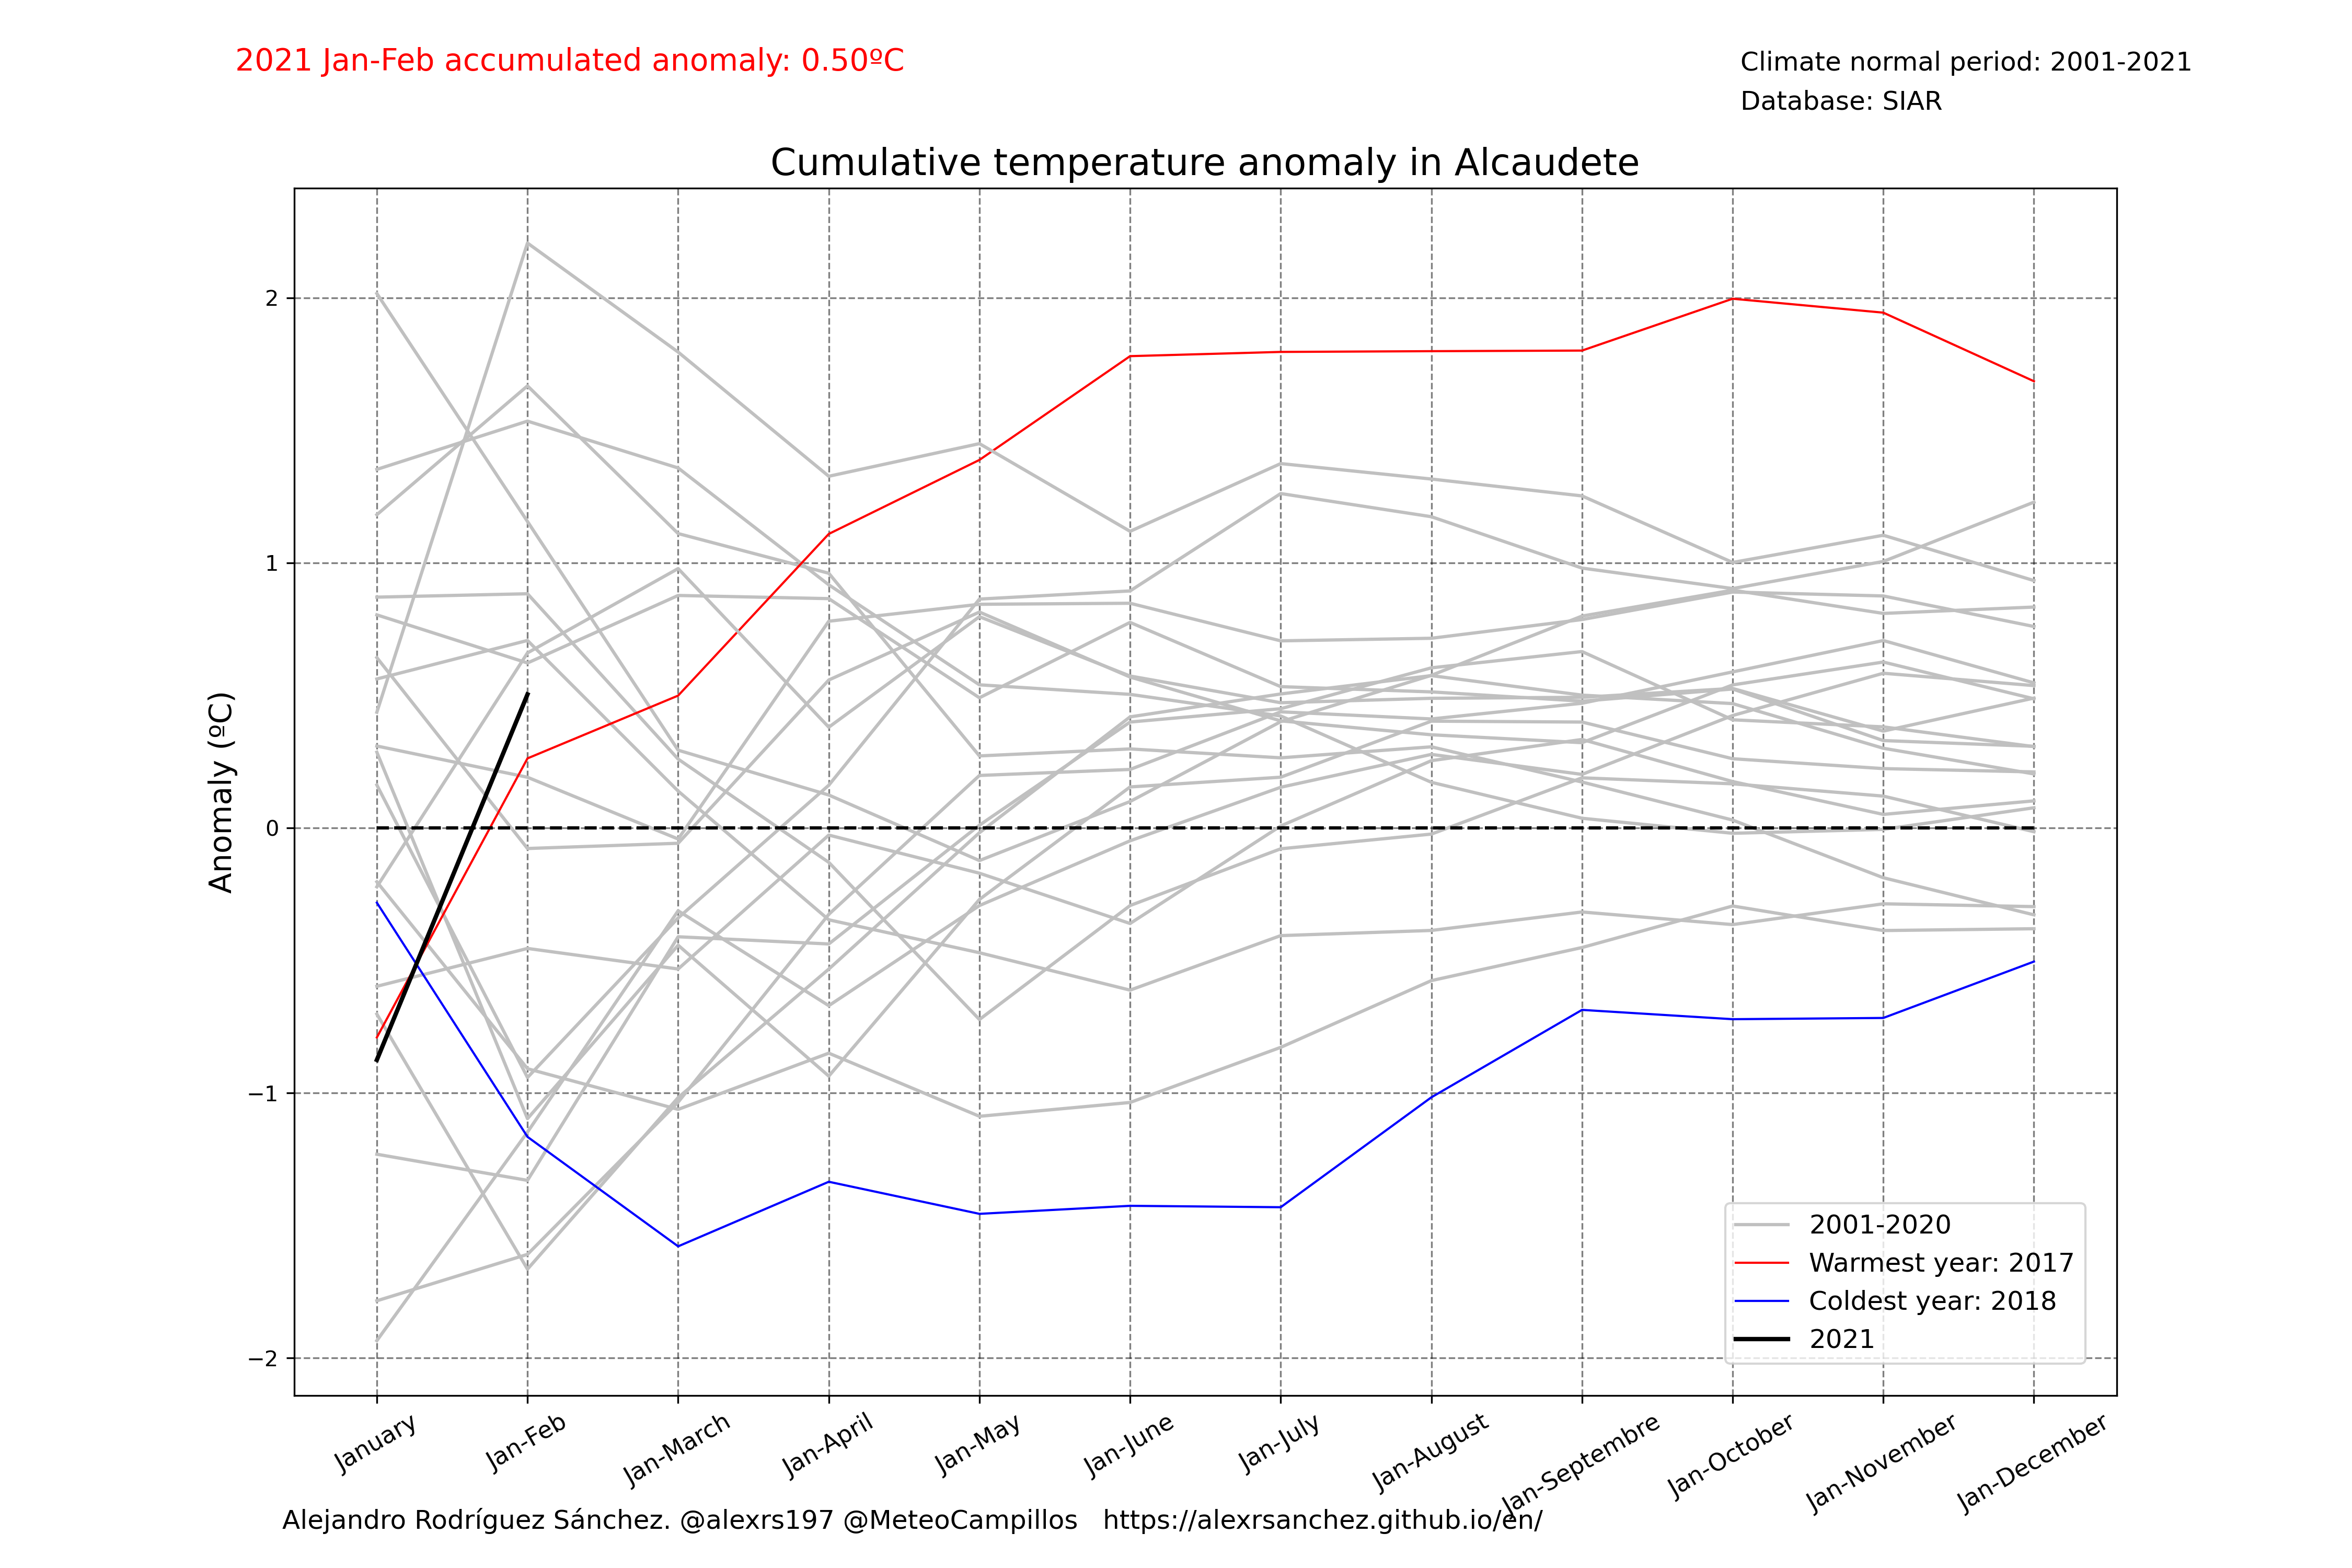 2021 Jan-Feb accumulated anomaly: 0.50ºC
Climate normal period: 2001-2021
Database: SIAR
Cumulative temperature anomaly in Alcaudete
Anomaly (ºC)
2
1
0
−1
−2
2001-2020
Warmest year: 2017
Coldest year: 2018
2021
January
Jan-Feb
Jan-March
Jan-April
Jan-May
Jan-June
Jan-July
Jan-August
Jan-Septembre
Jan-October
Jan-November
Jan-December
Alejandro Rodríguez Sánchez. @alexrs197 @MeteoCampillos https://alexrsanchez.github.io/en/